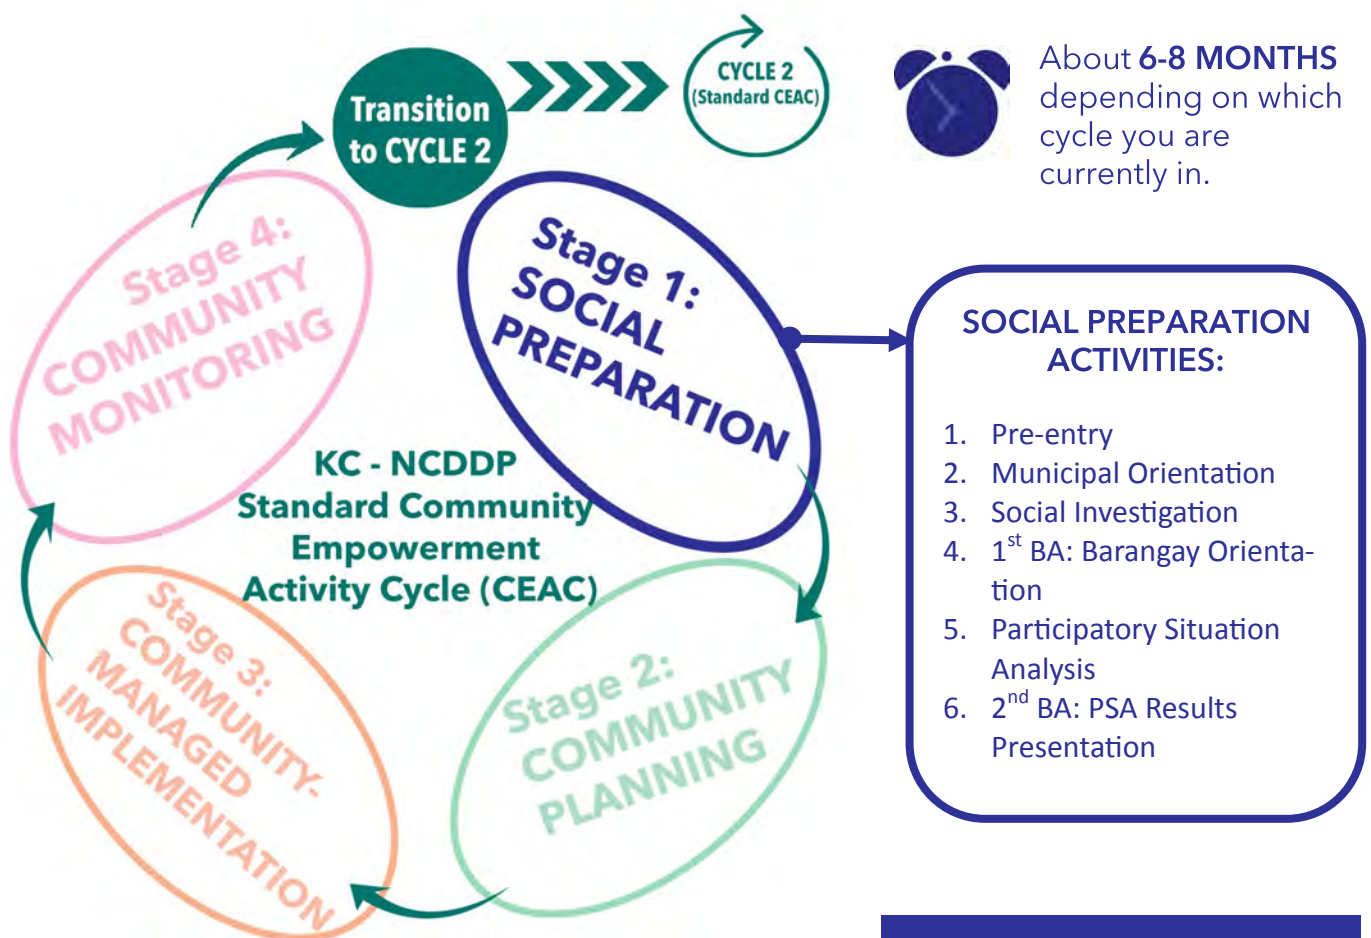 Transition
to CYCLE 2
CYCLE 2
(Standard CEAC)
About 6-8 MONTHS
depending on which
cycle you are
currently in.
Stage 1:
SOCIAL
PREPARATION
Stage 4:
COMMUNITY
MONITORING
KC - NCDDP
Standard Community
Empowerment
Activity Cycle (CEAC)
Stage 3:
COMMUNITY-
MANAGED
IMPLEMENTATION
Stage 2:
COMMUNITY
PLANNING
SOCIAL PREPARATION
ACTIVITIES:
1. Pre-entry
2. Municipal Orientation
3. Social Investigation
4. 1st BA: Barangay Orienta-
tion
5. Participatory Situation
Analysis
6. 2nd BA: PSA Results
Presentation